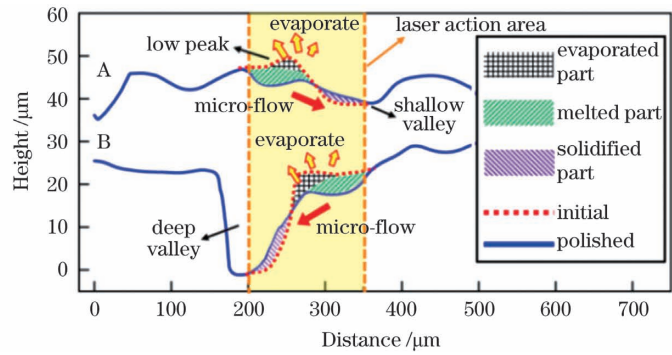 60
50
40
30
20
10
0
Height /μm
A
B
evaporate
low peak
laser action area
micro-flow
shallow
valley
evaporate
deep
valley
micro-flow
evaporated
part
melted part
solidified
part
initial
polished
0
100
200
300
400
500
600
700
Distance /μm